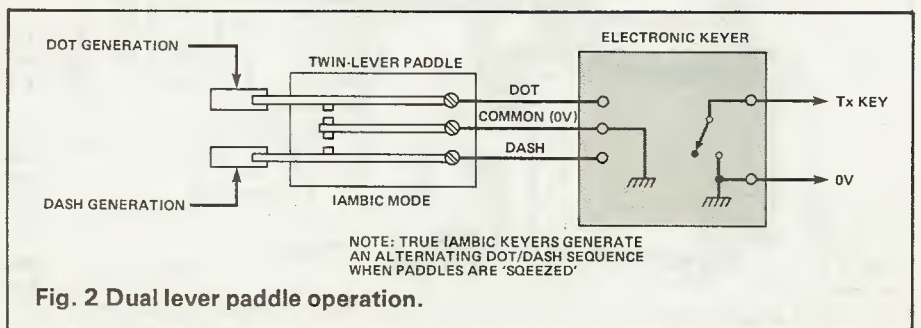 DOT GENERATION
TWIN-LEVER PADDLE
ELECTRONIC KEYER
DOT
COMMON (0V)
DASH
Tx KEY
0V
DASH GENERATION
IAMBIC MODE
NOTE: TRUE IAMBIC KEYERS GENERATE
AN ALTERNATING DOT/DASH SEQUENCE
WHEN PADDLES ARE 'SQEEZED'
Fig. 2 Dual lever paddle operation.